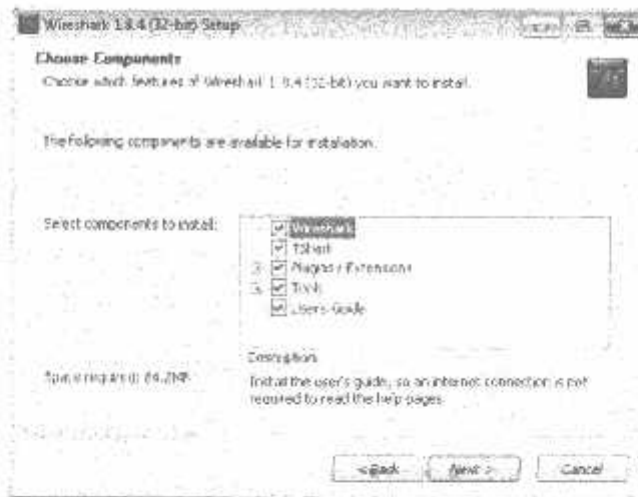 Wireshark 1.8.4 (32-bit) Setup
Choose Components
Choose which features of Wireshark 1.8.4 (32-bit) you want to install.
The following components are available for installation.
Select components to install:
Wireshark
TShark
Plugins / Extensions
Tools
User's Guide
Space required: 84.2MB
Description
Install the user's guide, so an internet connection is not
required to read the help pages.
< Back
Next >
Cancel